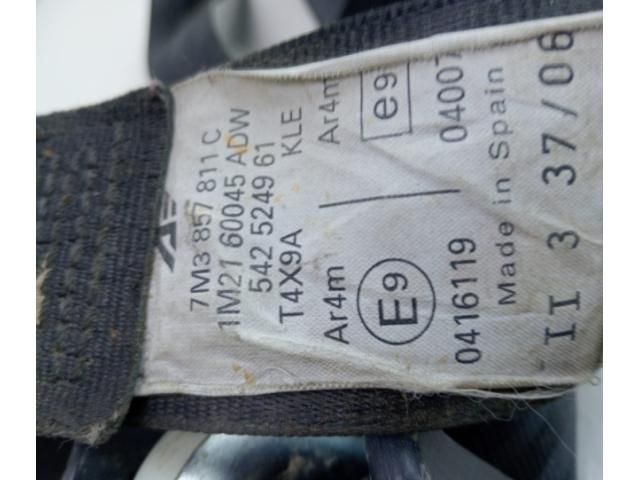 7M3 857 811 C
1M21 60045 ADW
542 5249 61
T4X9A KLE
Ar4m Ar4m
E9 e9
0416119 04007
Made in Spain
II 3 37/06